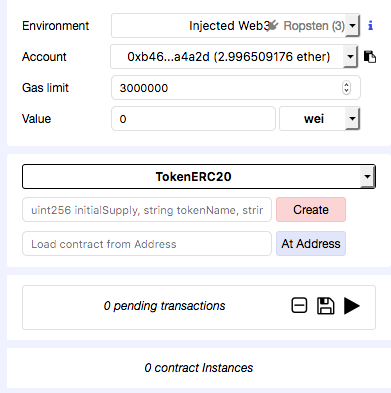 Environment Injected Web3 Ropsten (3) i
Account 0xb46...a4a2d (2.996509176 ether)
Gas limit 3000000
Value 0 wei
TokenERC20
uint256 initialSupply, string tokenName, strir Create
Load contract from Address At Address
0 pending transactions
0 contract Instances